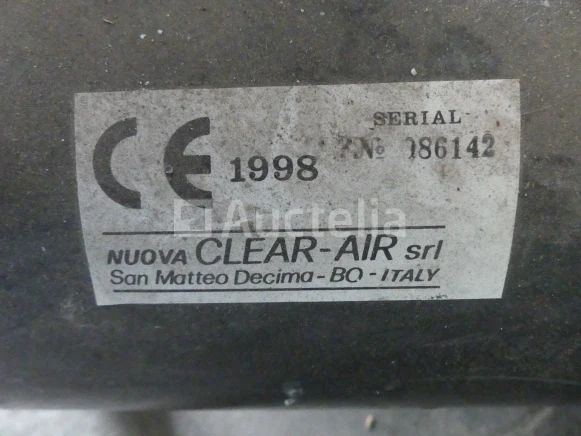 SERIAL
CE 1998 Nº 086142
Auctelia
NUOVA CLEAR-AIR srl
San Matteo Decima-BO-ITALY